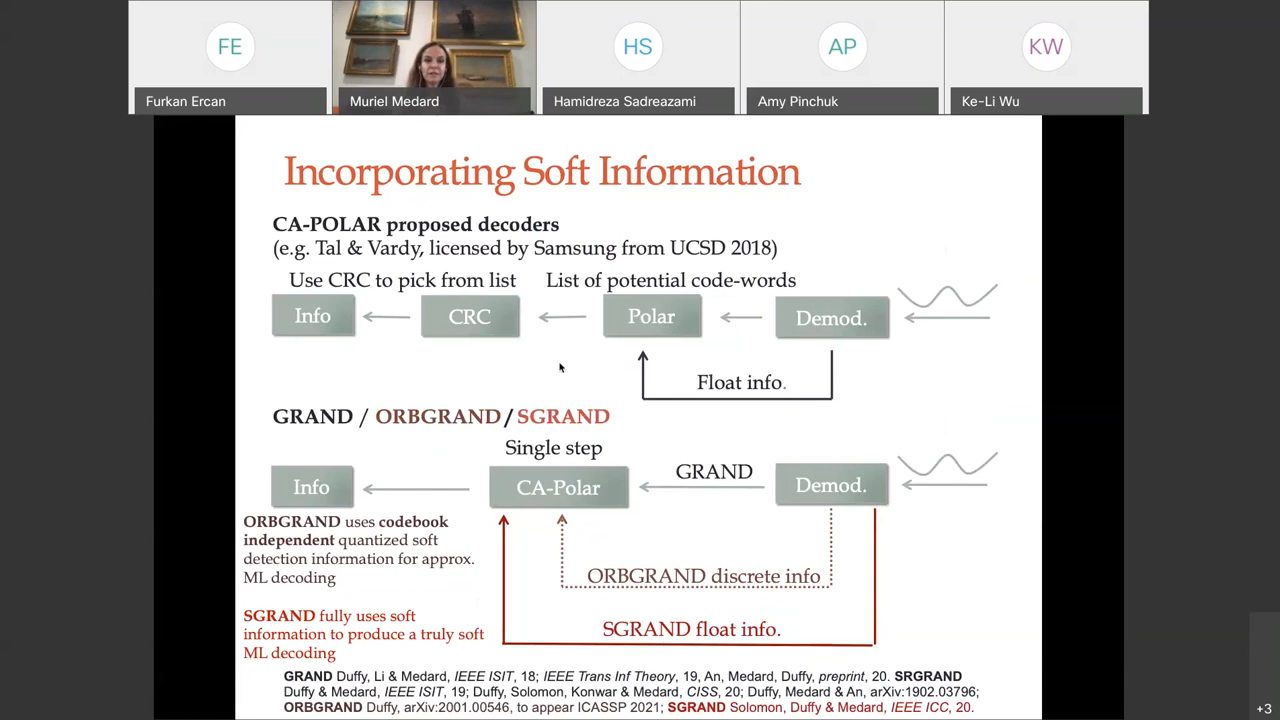 FE
HS
AP
KW
Furkan Ercan
Muriel Medard
Hamidreza Sadreazami
Amy Pinchuk
Ke-Li Wu
Incorporating Soft Information
CA-POLAR proposed decoders
(e.g. Tal & Vardy, licensed by Samsung from UCSD 2018)
Use CRC to pick from list
List of potential code-words
Info
CRC
Polar
Demod.
Float info.
GRAND / ORBGRAND / SGRAND
Single step
GRAND
Info
CA-Polar
Demod.
ORBGRAND uses codebook
independent quantized soft
detection information for approx.
ML decoding
ORBGRAND discrete info
SGRAND fully uses soft
information to produce a truly soft
ML decoding
SGRAND float info.
GRAND Duffy, Li & Medard, IEEE ISIT, 18; IEEE Trans Inf Theory, 19, An, Medard, Duffy, preprint, 20. SRGRAND
Duffy & Medard, IEEE ISIT, 19; Duffy, Solomon, Konwar & Medard, CISS, 20; Duffy, Medard & An, arXiv:1902.03796;
ORBGRAND Duffy, arXiv:2001.00546, to appear ICASSP 2021; SGRAND Solomon, Duffy & Medard, IEEE ICC, 20.
+3